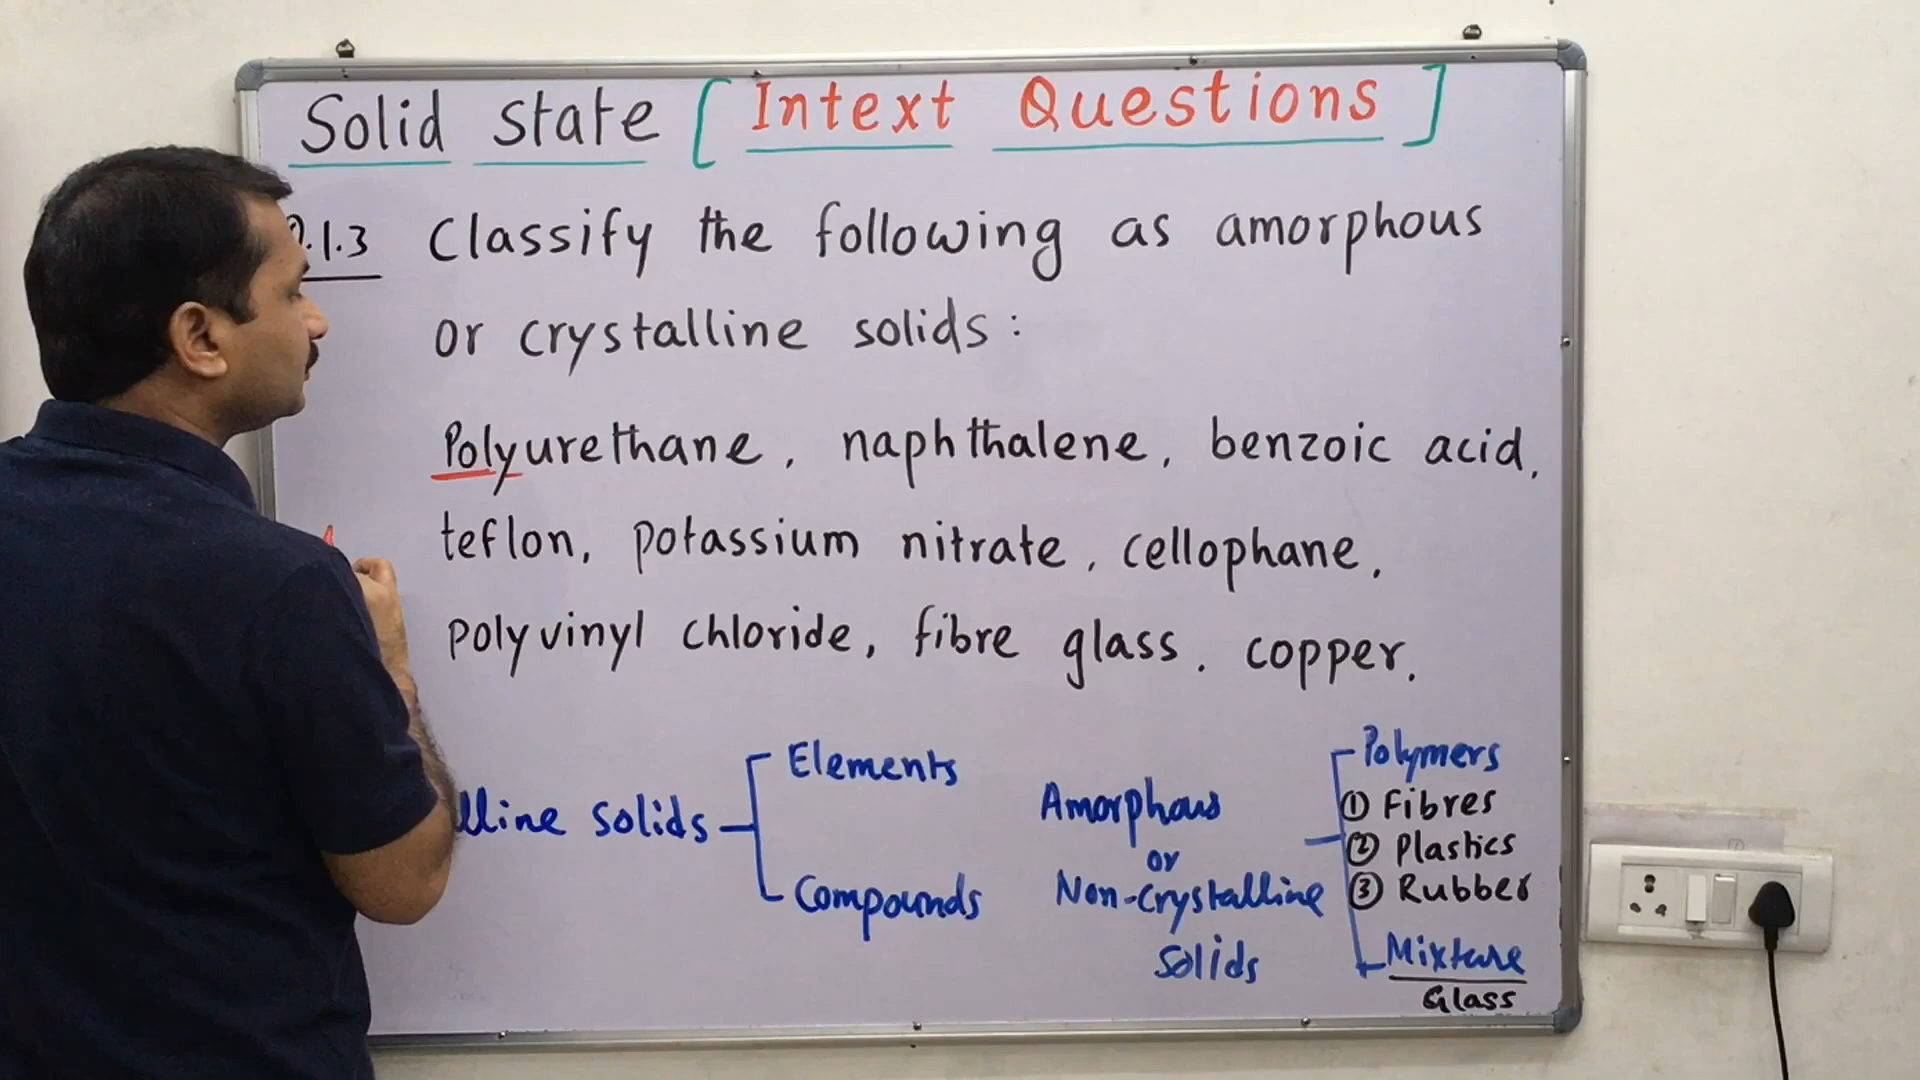 Solid state [ Intext Questions ]
.1.3 Classify the following as amorphous
or crystalline solids :
Polyurethane, naphthalene, benzoic acid,
teflon, potassium nitrate, cellophane,
polyvinyl chloride, fibre glass, copper.
lline solids
Elements
Compounds
Amorphous
or
Non-crystalline
solids
Polymers
① Fibres
② Plastics
③ Rubber
Mixture
Glass